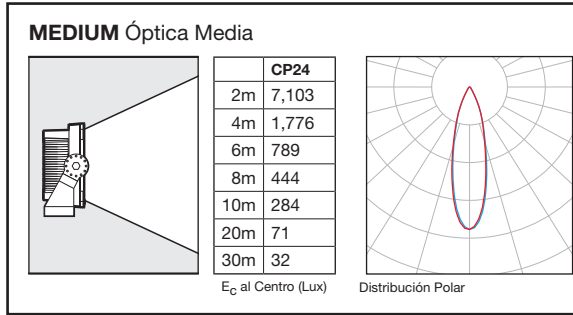 MEDIUM Óptica Media
CP24
2m 7,103
4m 1,776
6m 789
8m 444
10m 284
20m 71
30m 32
EC al Centro (Lux)
Distribución Polar